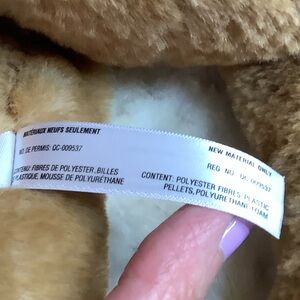 MATÉRIAUX NEUFS SEULEMENT
NO DE PERMIS: QC-009537
CONTENU: FIBRES DE POLYESTER, BILLES
PLASTIQUE, MOUSSE DE POLYURÉTHANE
NEW MATERIAL ONLY
REG NO QC-009537
CONTENT: POLYESTER FIBRES, PLASTIC
PELLETS, POLYURETHANE FOAM